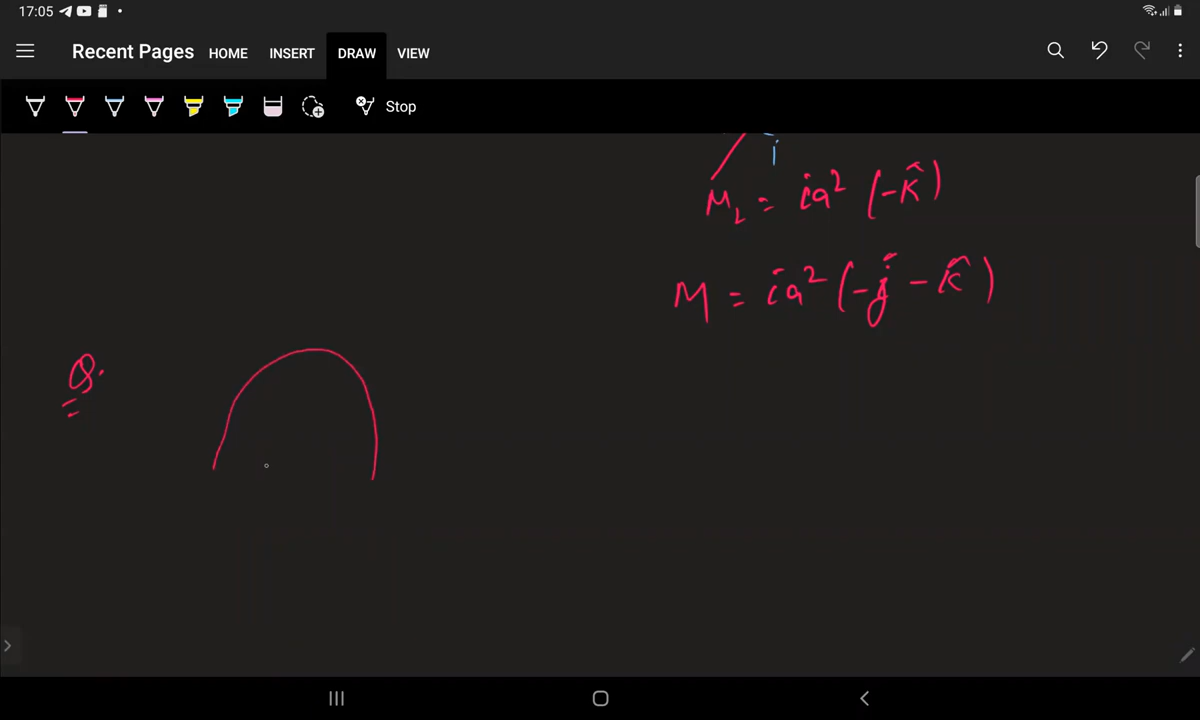 17:05
Recent Pages HOME INSERT DRAW VIEW
Stop
i
M₂ = ia² (-k̂)
M = ia² (-ĵ - k̂)
Q.